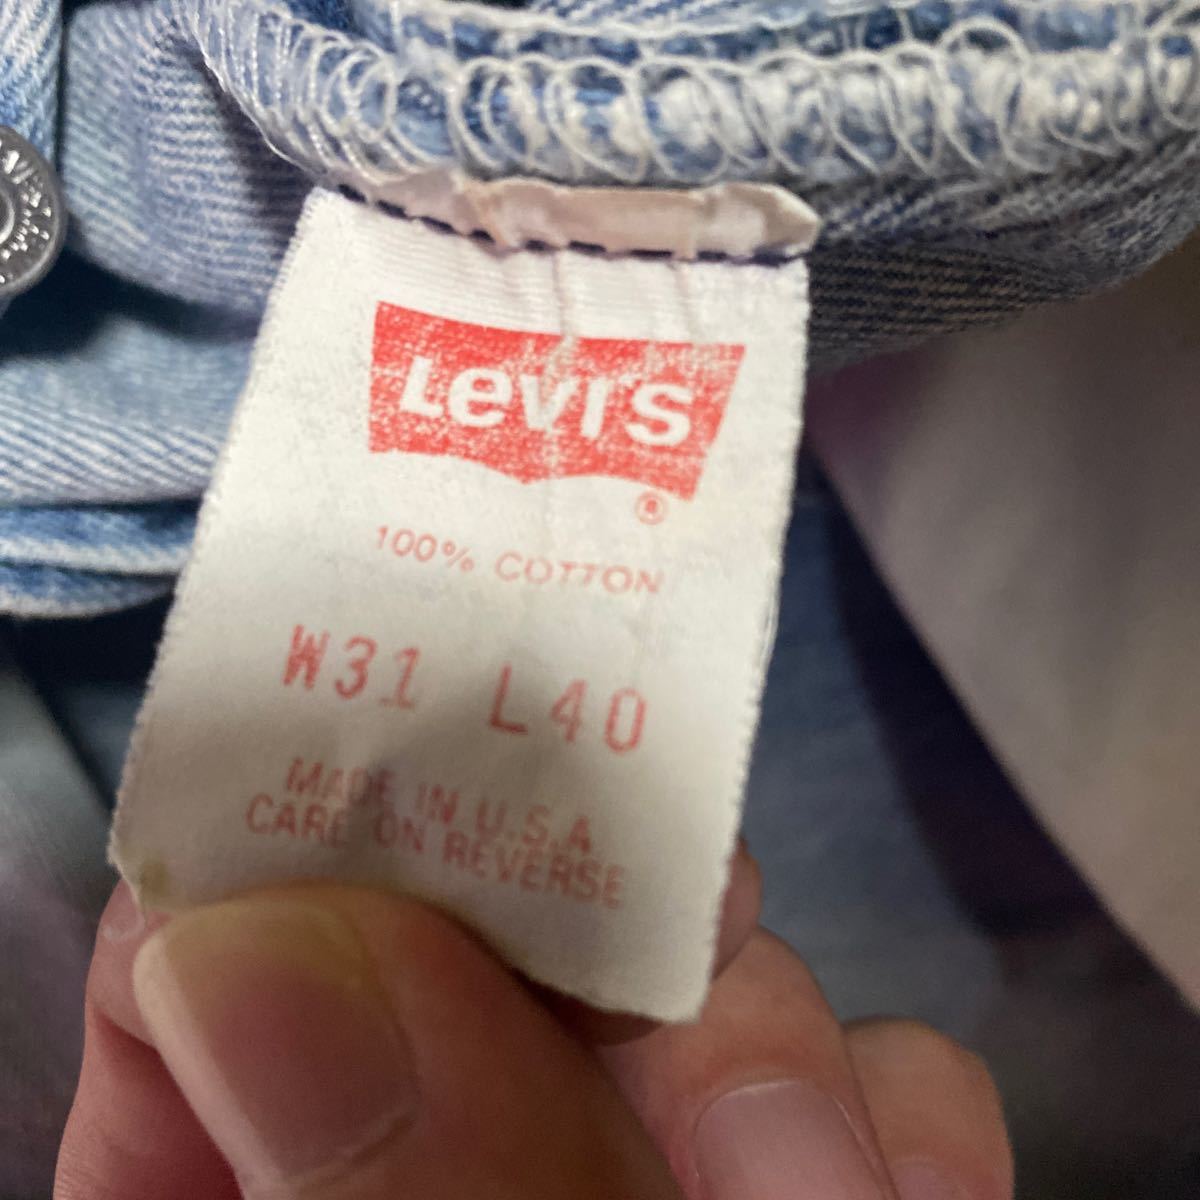 LEVI'S
®
100% COTTON
W31 L40
MADE IN U.S.A.
CARE ON REVERSE